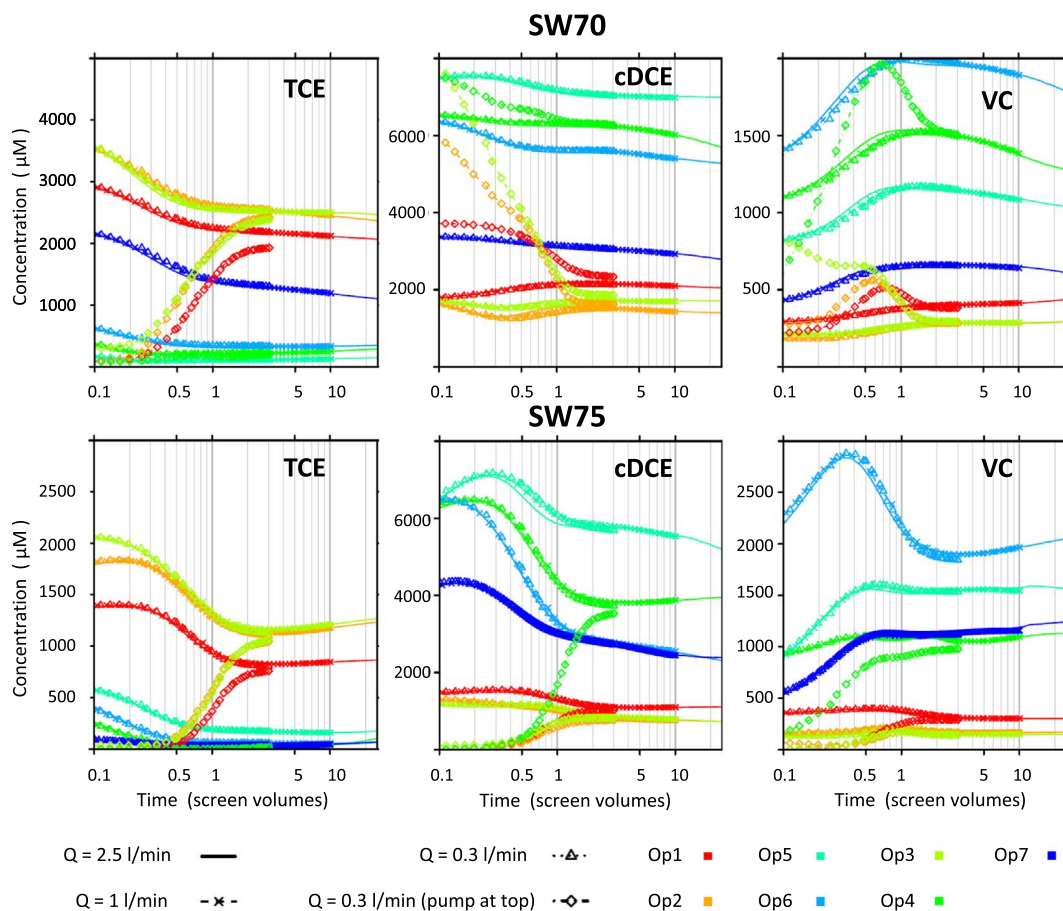 SW70
TCE
cDCE
VC
Concentration ( µM )
4000
3000
2000
1000
6000
4000
2000
1500
1000
500
0.1 0.5 1 5 10
0.1 0.5 1 5 10
0.1 0.5 1 5 10
SW75
TCE
cDCE
VC
Concentration ( µM )
2500
2000
1500
1000
500
6000
4000
2000
2500
2000
1500
1000
500
0.1 0.5 1 5 10
0.1 0.5 1 5 10
0.1 0.5 1 5 10
Time (screen volumes)
Time (screen volumes)
Time (screen volumes)
Q = 2.5 l/min
Q = 0.3 l/min
Op1
Op5
Op3
Op7
Q = 1 l/min
Q = 0.3 l/min (pump at top)
Op2
Op6
Op4